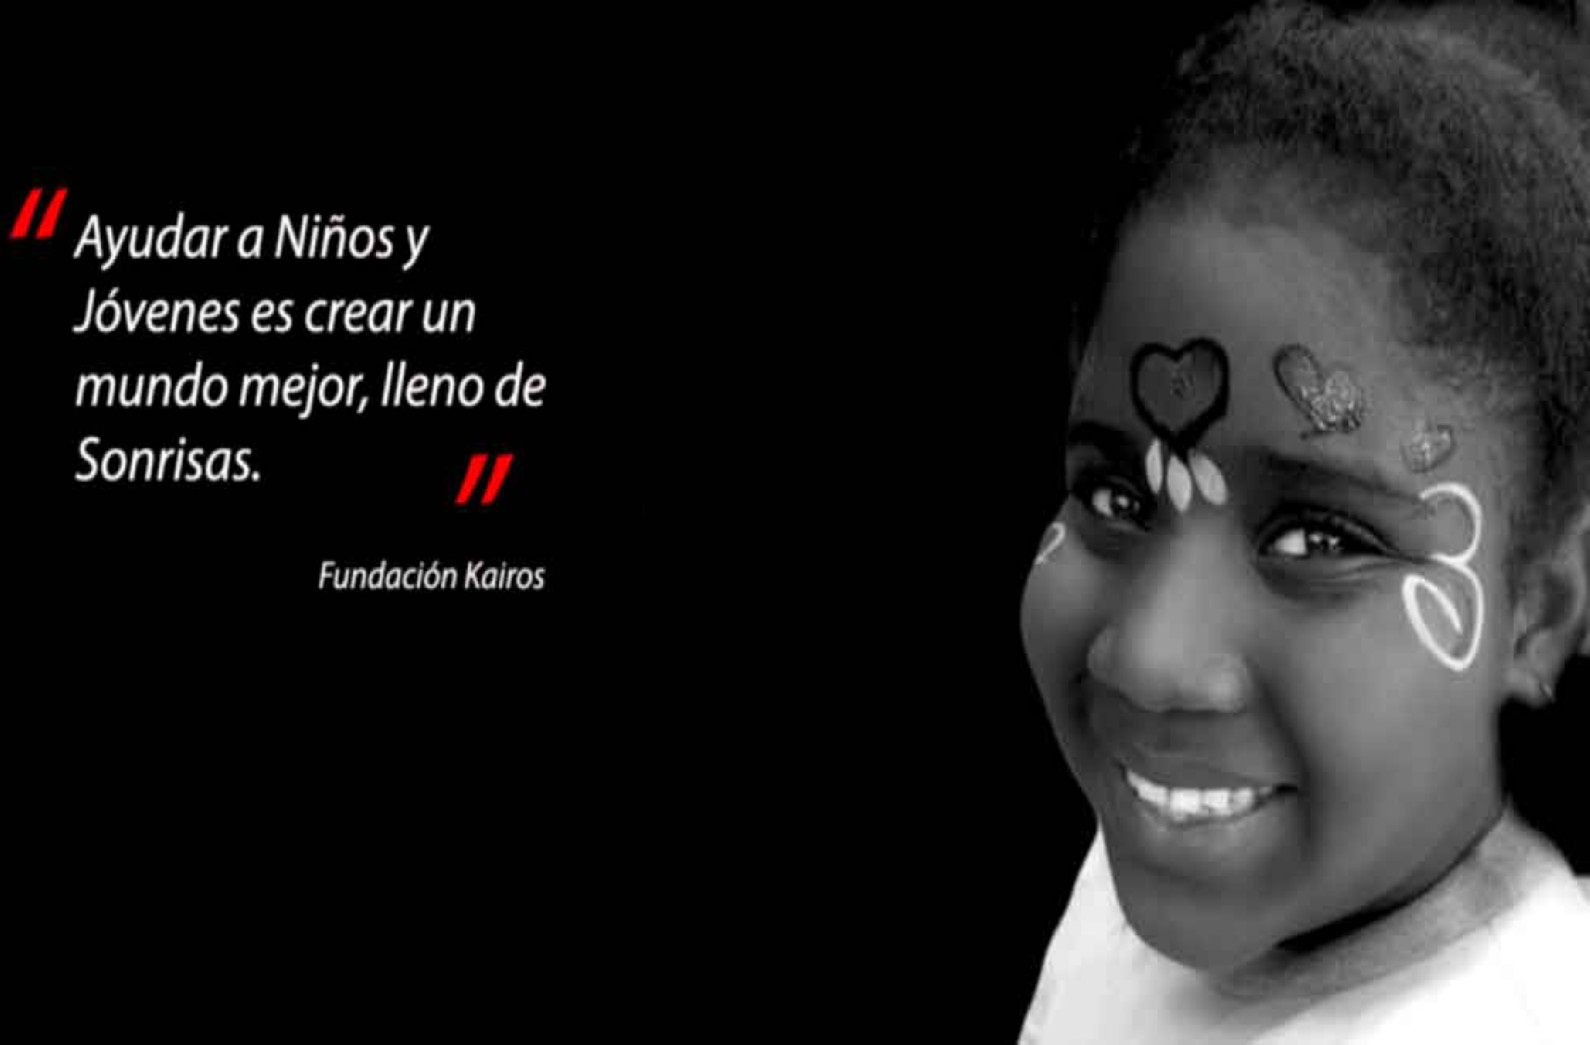 "Ayudar a Niños y
Jóvenes es crear un
mundo mejor, lleno de
Sonrisas."
Fundación Kairos